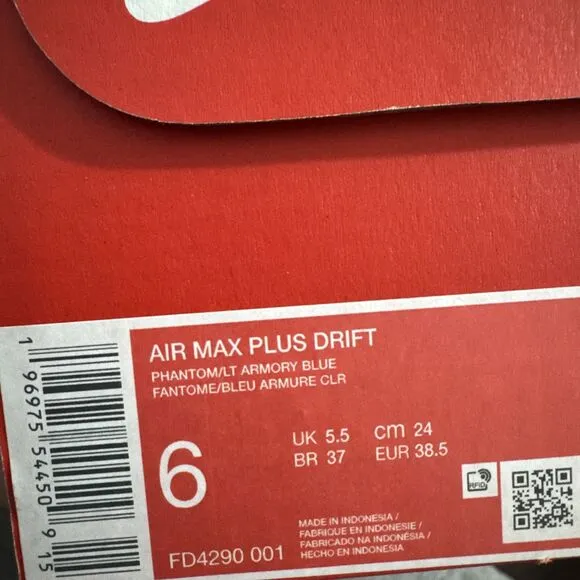 AIR MAX PLUS DRIFT
PHANTOM/LT ARMORY BLUE
FANTOME/BLEU ARMURE CLR
6
UK 5.5 cm 24
BR 37 EUR 38.5
RFID
MADE IN INDONESIA /
FABRIQUE EN INDONESIE /
FABRICADO NA INDONÉSIA /
HECHO EN INDONESIA
FD4290 001
1 96975 54450 9 15